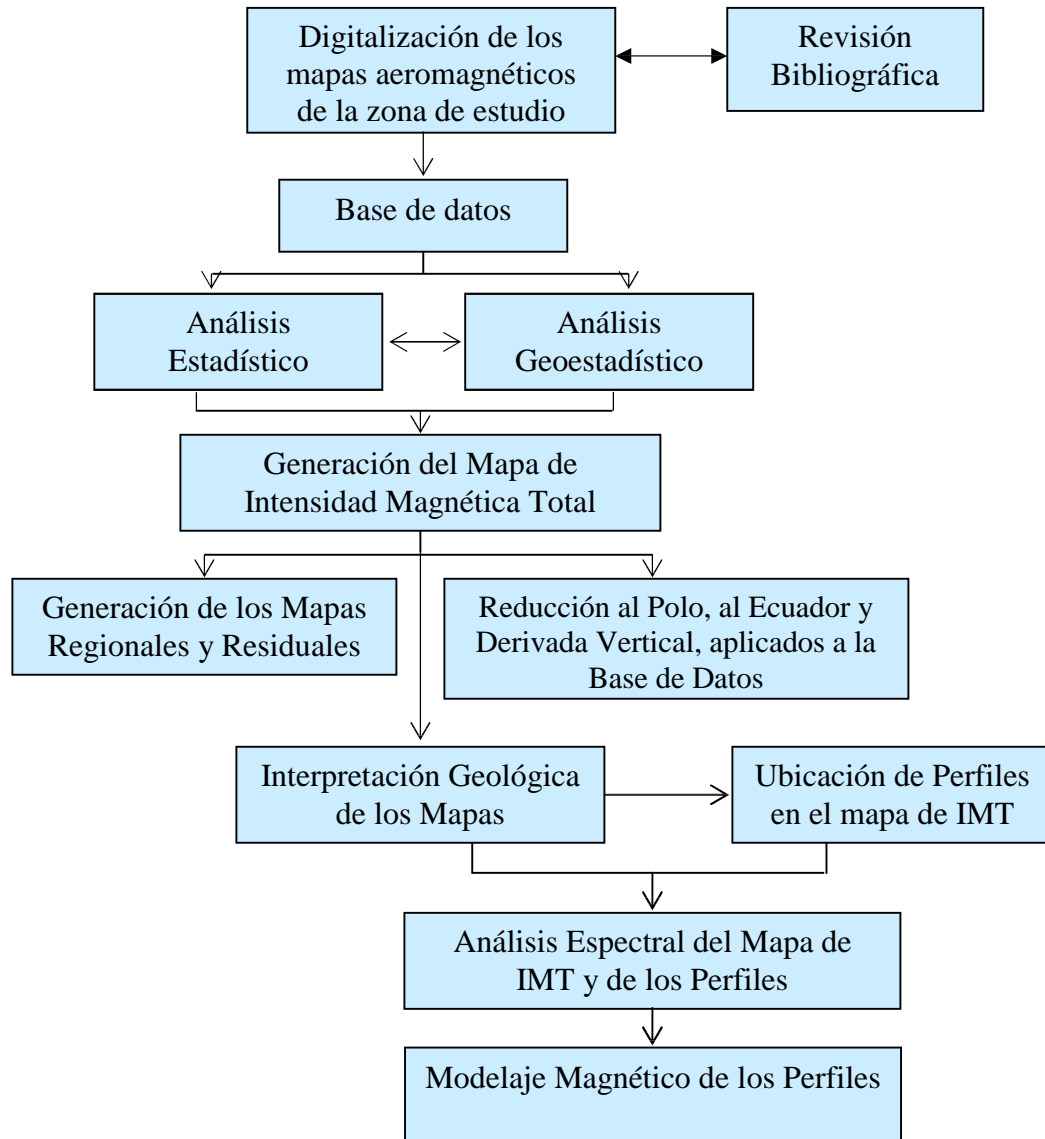 Digitalización de los
mapas aeromagnéticos
de la zona de estudio
Revisión
Bibliográfica
Base de datos
Análisis
Estadístico
Análisis
Geoestadístico
Generación del Mapa de
Intensidad Magnética Total
Generación de los Mapas
Regionales y Residuales
Reducción al Polo, al Ecuador y
Derivada Vertical, aplicados a la
Base de Datos
Interpretación Geológica
de los Mapas
Ubicación de Perfiles
en el mapa de IMT
Análisis Espectral del Mapa de
IMT y de los Perfiles
Modelaje Magnético de los Perfiles